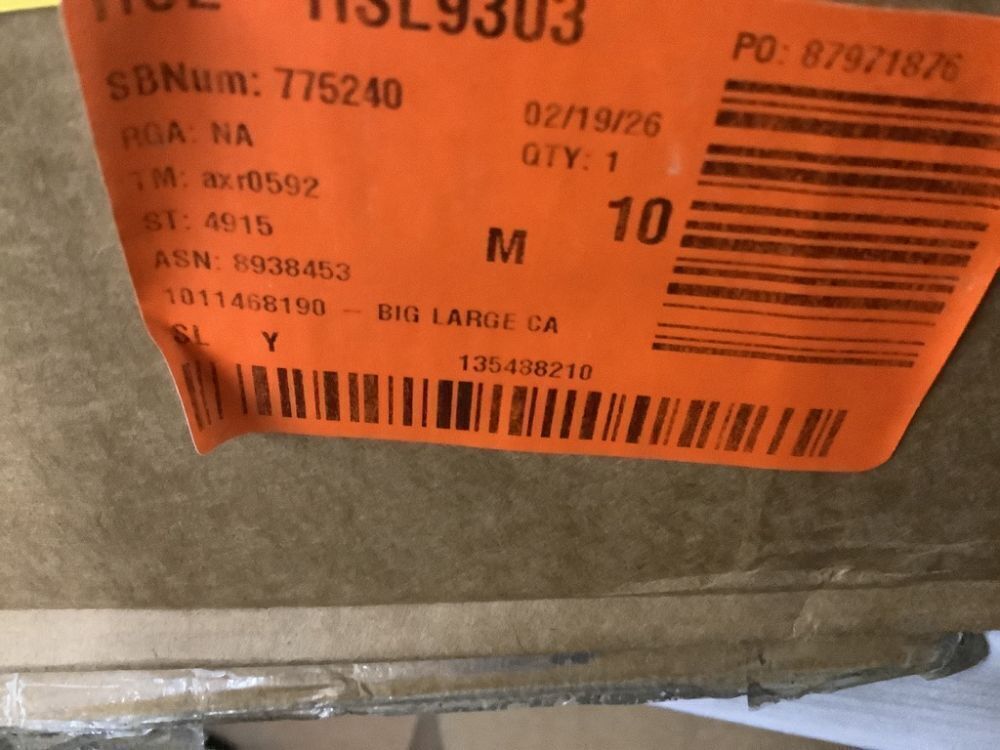 HSL9303
PO: 87971876
SBNum: 775240
02/19/26
RGA: NA
QTY: 1
TM: axr0592
10
ST: 4915
M
ASN: 8938453
1011468190 - BIG LARGE CA
SL Y
135488210